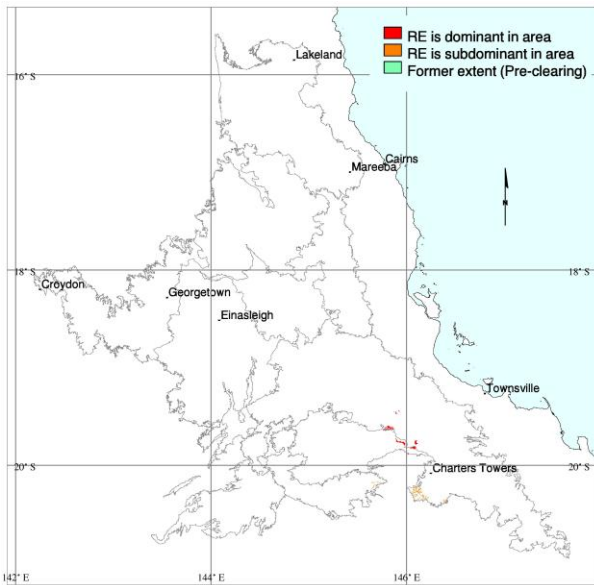 RE is dominant in area
RE is subdominant in area
Former extent (Pre-clearing)
Lakeland
16° S
Cairns
Mareeba
N
18° S
18° S
Croydon
Georgetown
Einasleigh
Townsville
20° S
20° S
Charters Towers
142° E
144° E
146° E